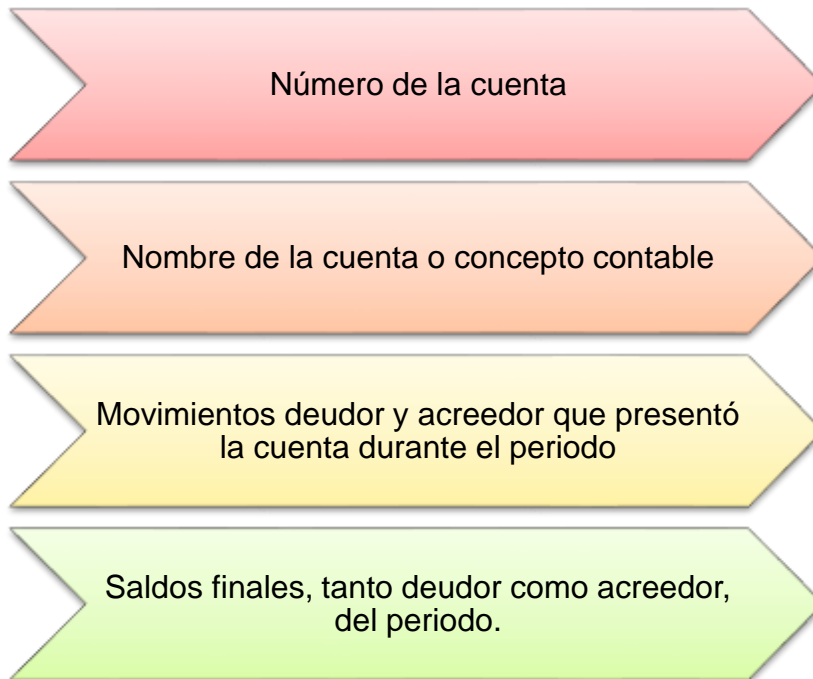 Número de la cuenta
Nombre de la cuenta o concepto contable
Movimientos deudor y acreedor que presentó
la cuenta durante el periodo
Saldos finales, tanto deudor como acreedor,
del periodo.